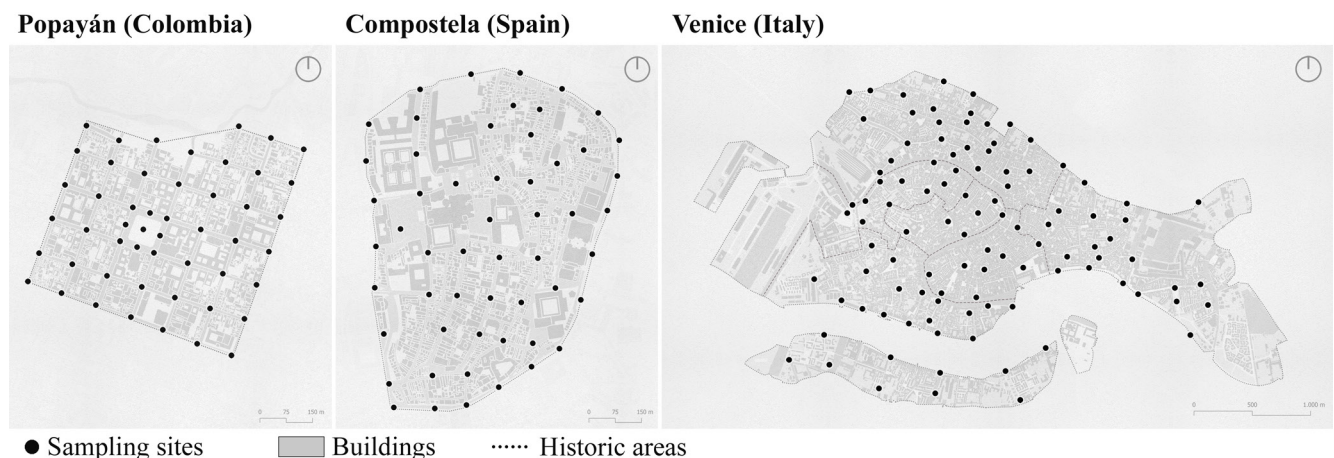 Popayán (Colombia)
Compostela (Spain)
Venice (Italy)
0 75 150 m
0 75 150 m
0 500 1.000 m
Sampling sites
Buildings
Historic areas